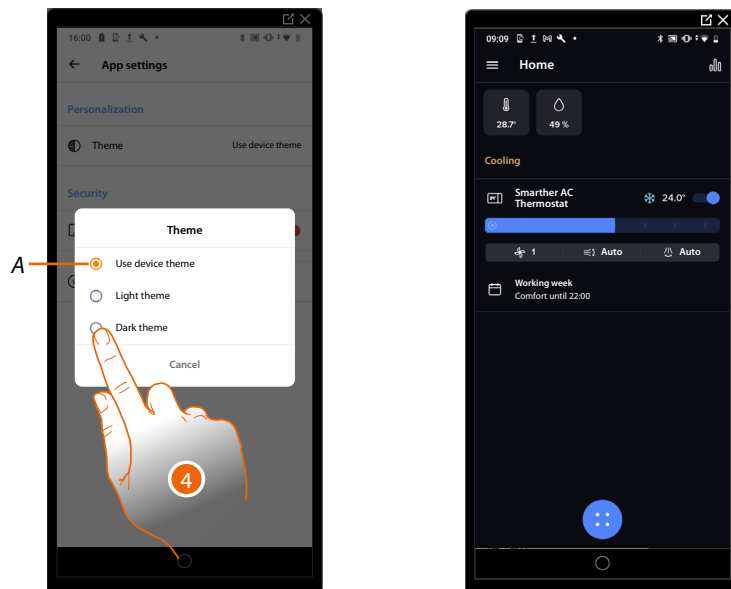 16:00
App settings
Personalization
Theme Use device theme
Security
Theme
A
Use device theme
Light theme
Dark theme
Cancel
4
09:09
Home
28.7° 49 %
Cooling
Smarther AC
Thermostat 24.0°
1 Auto Auto
Working week
Comfort until 22:00